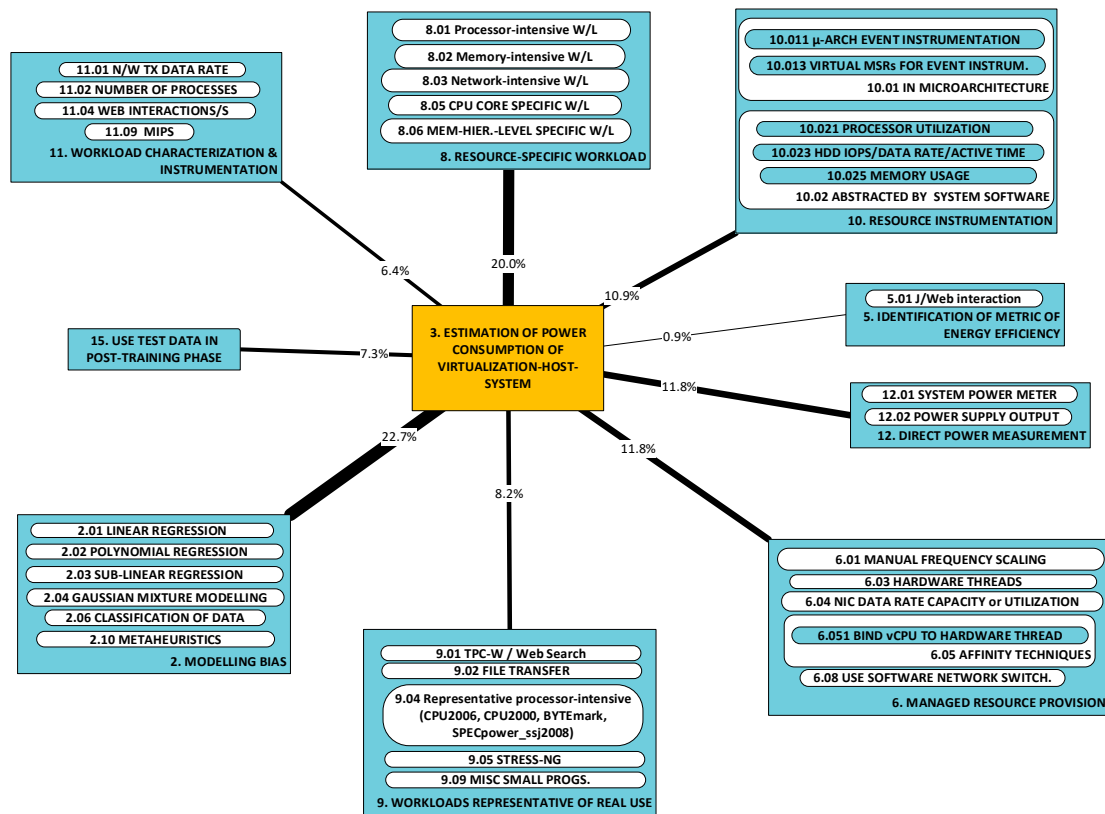 8.01 Processor-intensive W/L
8.02 Memory-intensive W/L
8.03 Network-intensive W/L
8.05 CPU CORE SPECIFIC W/L
8.06 MEM-HIER.-LEVEL SPECIFIC W/L
8. RESOURCE-SPECIFIC WORKLOAD
11.01 N/W TX DATA RATE
11.02 NUMBER OF PROCESSES
11.04 WEB INTERACTIONS/S
11.09 MIPS
11. WORKLOAD CHARACTERIZATION &
INSTRUMENTATION
10.011 µ-ARCH EVENT INSTRUMENTATION
10.013 VIRTUAL MSRs FOR EVENT INSTRUM.
10.01 IN MICROARCHITECTURE
10.021 PROCESSOR UTILIZATION
10.023 HDD IOPS/DATA RATE/ACTIVE TIME
10.025 MEMORY USAGE
10.02 ABSTRACTED BY SYSTEM SOFTWARE
10. RESOURCE INSTRUMENTATION
6.4%
20.0%
10.9%
5.01 J/Web interaction
5. IDENTIFICATION OF METRIC OF
ENERGY EFFICIENCY
0.9%
15. USE TEST DATA IN
POST-TRAINING PHASE
7.3%
3. ESTIMATION OF POWER
CONSUMPTION OF
VIRTUALIZATION-HOST-
SYSTEM
11.8%
12.01 SYSTEM POWER METER
12.02 POWER SUPPLY OUTPUT
12. DIRECT POWER MEASUREMENT
22.7%
8.2%
11.8%
2.01 LINEAR REGRESSION
2.02 POLYNOMIAL REGRESSION
2.03 SUB-LINEAR REGRESSION
2.04 GAUSSIAN MIXTURE MODELLING
2.06 CLASSIFICATION OF DATA
2.10 METAHEURISTICS
2. MODELLING BIAS
9.01 TPC-W / Web Search
9.02 FILE TRANSFER
9.04 Representative processor-intensive
(CPU2006, CPU2000, BYTEmark,
SPECpower_ssj2008)
9.05 STRESS-NG
9.09 MISC SMALL PROGS.
9. WORKLOADS REPRESENTATIVE OF REAL USE
6.01 MANUAL FREQUENCY SCALING
6.03 HARDWARE THREADS
6.04 NIC DATA RATE CAPACITY or UTILIZATION
6.051 BIND vCPU TO HARDWARE THREAD
6.05 AFFINITY TECHNIQUES
6.08 USE SOFTWARE NETWORK SWITCH.
6. MANAGED RESOURCE PROVISION